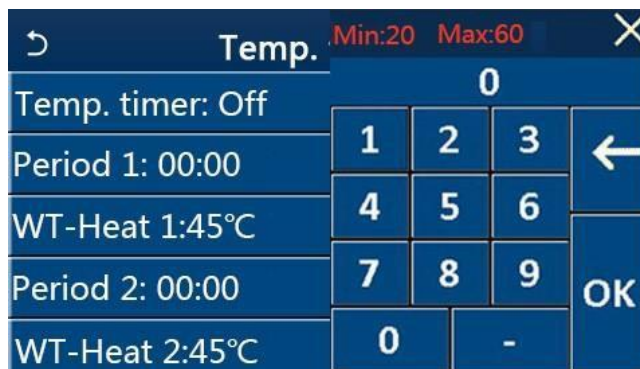 Temp.
Temp. timer: Off
Period 1: 00:00
WT-Heat 1:45℃
Period 2: 00:00
WT-Heat 2:45℃
Min:20 Max:60
0
1 2 3
4 5 6
7 8 9
OK
0 -